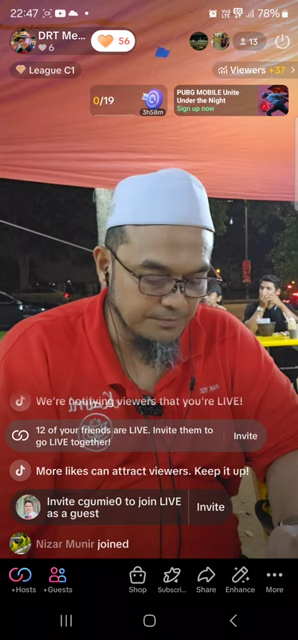 22:47
78%
DRT Me...
6
56
13
League C1
Viewers +37 >
0/19
3h58m
PUBG MOBILE Unite
Under the Night
Sign up now
We're notifying viewers that you're LIVE!
12 of your friends are LIVE. Invite them to
go LIVE together!
Invite
More likes can attract viewers. Keep it up!
Invite cgumie0 to join LIVE
as a guest
Invite
Nizar Munir joined
+Hosts
+Guests
Shop
Subscri...
Share
Enhance
More